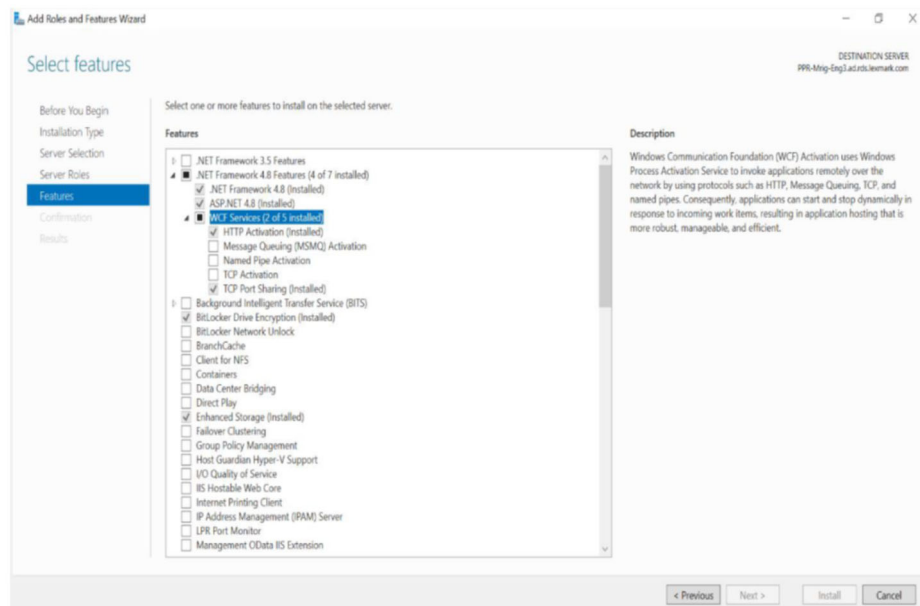 Add Roles and Features Wizard
Select features
DESTINATION SERVER
PPR-Mnig-Eng3.ad.rds.lexmark.com
Before You Begin
Installation Type
Server Selection
Server Roles
Features
Confirmation
Results
Select one or more features to install on the selected server.
Features
.NET Framework 3.5 Features
.NET Framework 4.8 Features (4 of 7 installed)
.NET Framework 4.8 (Installed)
ASP.NET 4.8 (Installed)
WCF Services (2 of 5 installed)
HTTP Activation (Installed)
Message Queuing (MSMQ) Activation
Named Pipe Activation
TCP Activation
TCP Port Sharing (Installed)
Background Intelligent Transfer Service (BITS)
BitLocker Drive Encryption (Installed)
BitLocker Network Unlock
BranchCache
Client for NFS
Containers
Data Center Bridging
Direct Play
Enhanced Storage (Installed)
Failover Clustering
Group Policy Management
Host Guardian Hyper-V Support
I/O Quality of Service
IIS Hostable Web Core
Internet Printing Client
IP Address Management (IPAM) Server
LPR Port Monitor
Management OData IIS Extension
Description
Windows Communication Foundation (WCF) Activation uses Windows
Process Activation Service to invoke applications remotely over the
network by using protocols such as HTTP, Message Queuing, TCP, and
named pipes. Consequently, applications can start and stop dynamically in
response to incoming work items, resulting in application hosting that is
more robust, manageable, and efficient.
< Previous
Next >
Install
Cancel